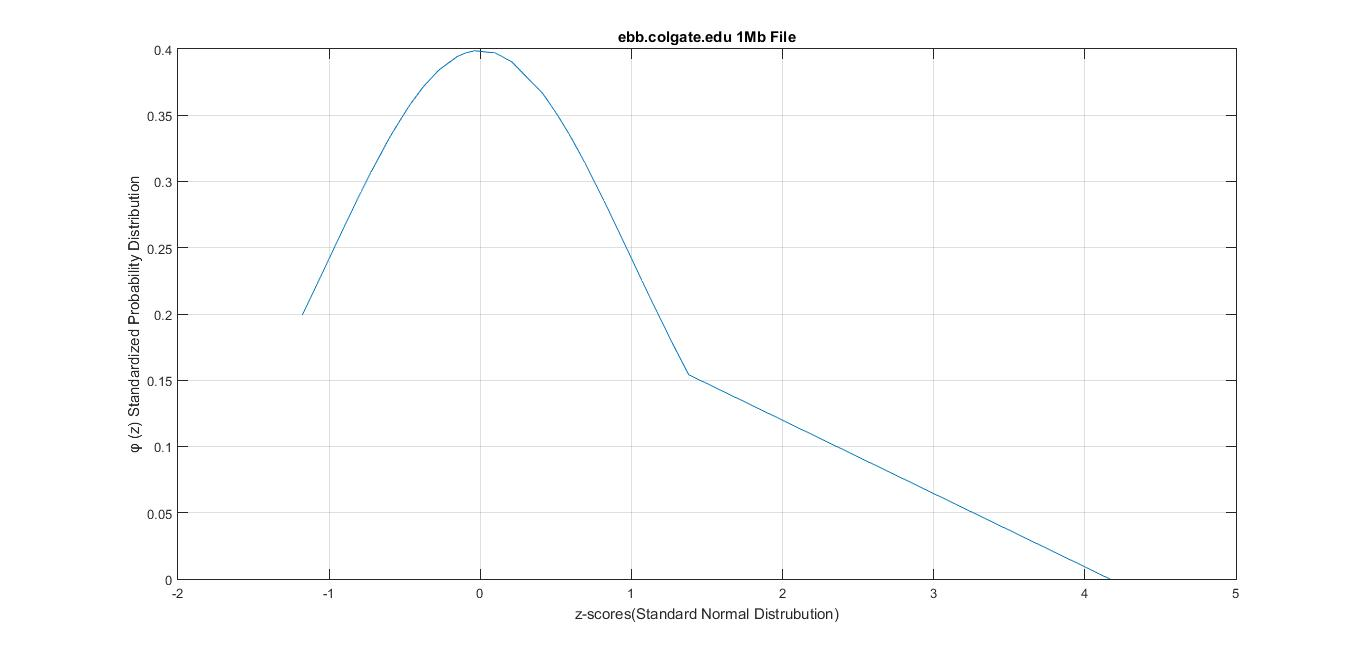 ebb.colgate.edu 1Mb File
φ (z) Standardized Probability Distribution
0.4
0.35
0.3
0.25
0.2
0.15
0.1
0.05
0
-2 -1 0 1 2 3 4 5
z-scores(Standard Normal Distrubution)